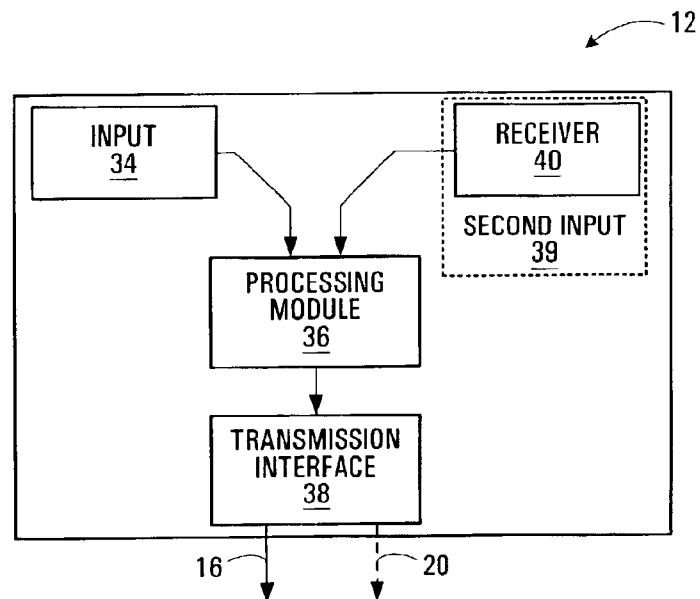 12
INPUT
34
RECEIVER
40
SECOND INPUT
39
PROCESSING
MODULE
36
TRANSMISSION
INTERFACE
38
16
20